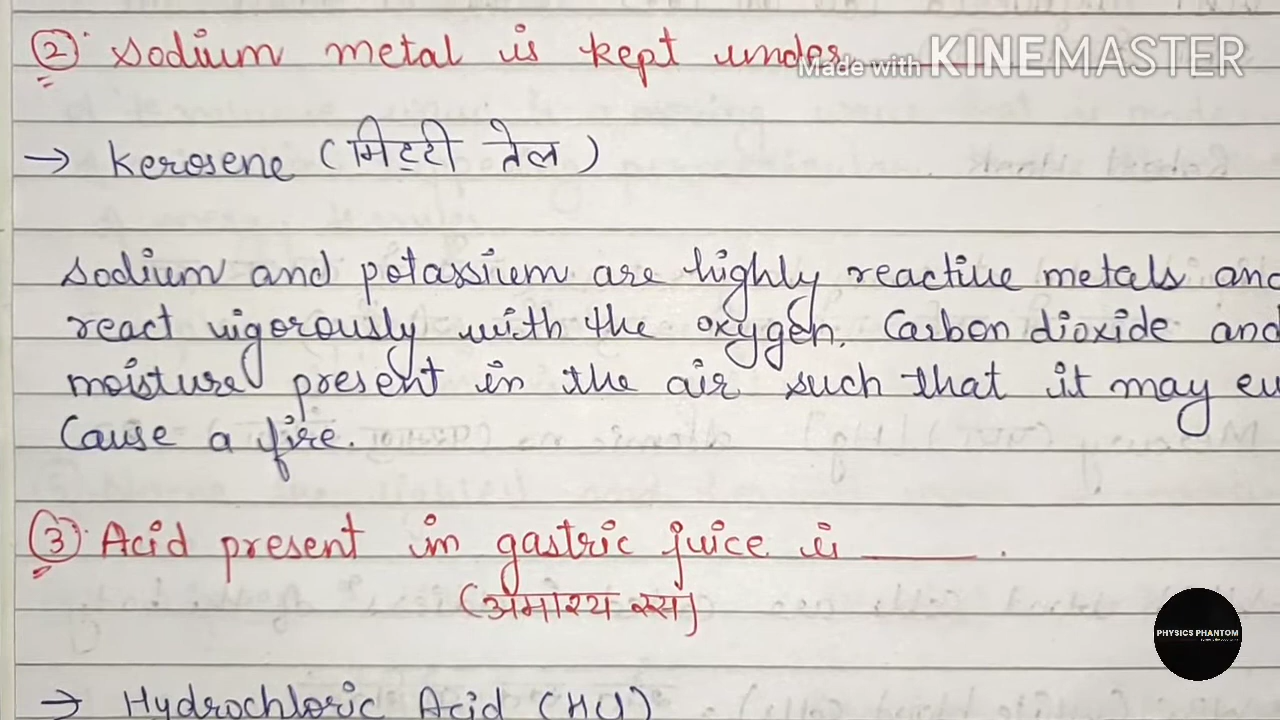 ② Sodium metal is kept under
Made with KINEMASTER
→ Kerosene (मिट्टी तेल)
Sodium and potassium are highly reactive metals and
react vigorously with the oxygen. Carbon dioxide and
moisture present in the air such that it may ev
Cause a fire.
③ Acid present in gastric juice is ______ .
(अमाश्य रस)
→ Hydrochloric Acid (HCl)
PHYSICS PHANTOM